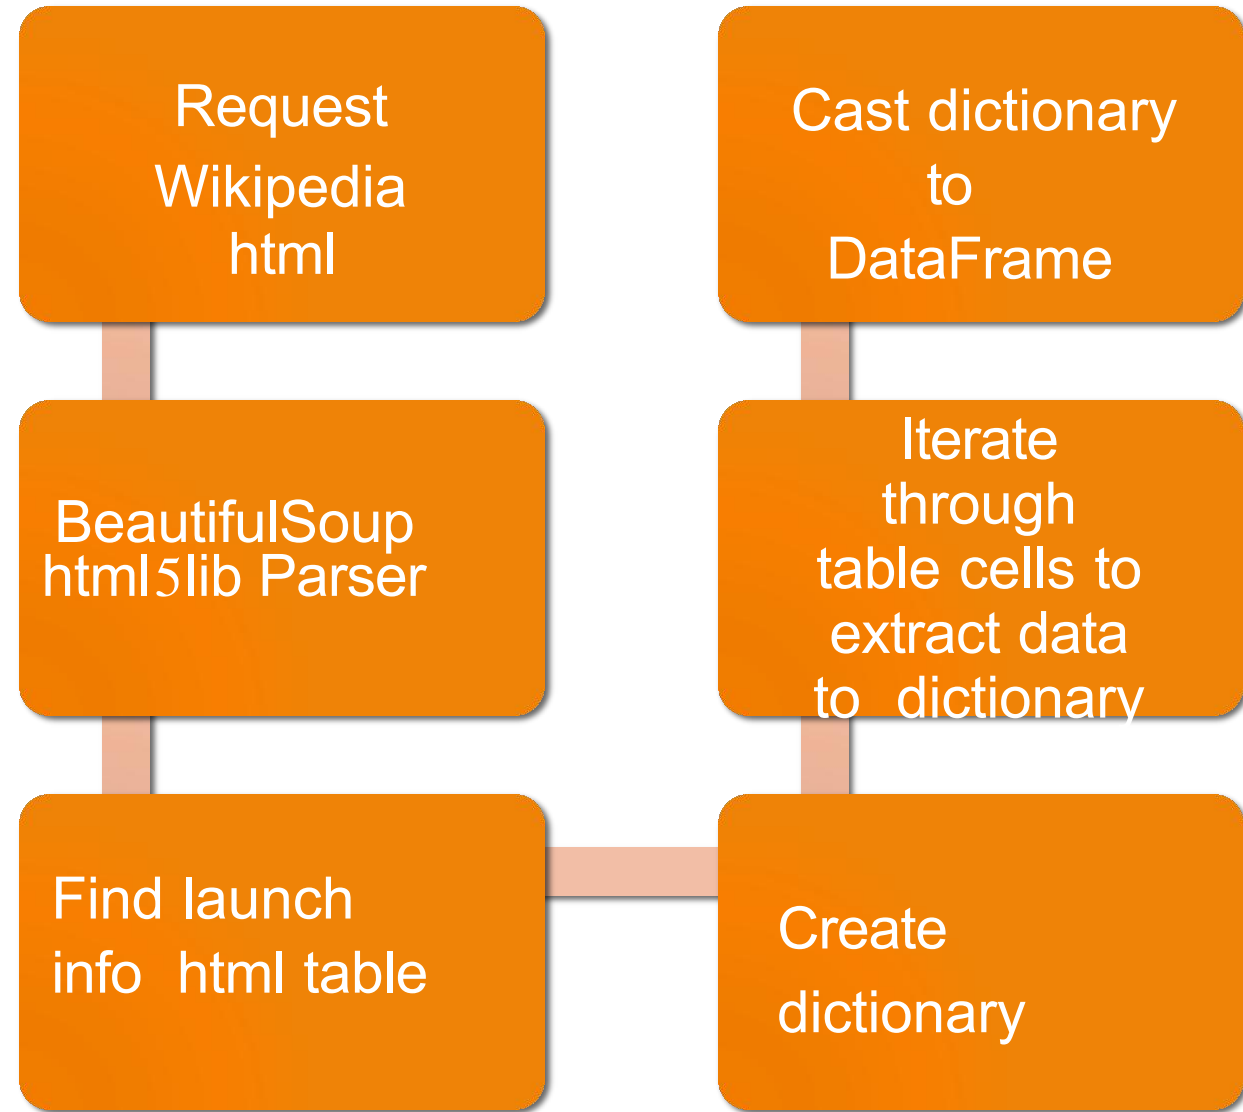 Request
Wikipedia
html
BeautifulSoup
html5lib Parser
Find launch
info html table
Create
dictionary
Iterate
through
table cells to
extract data
to dictionary
Cast dictionary
to
DataFrame